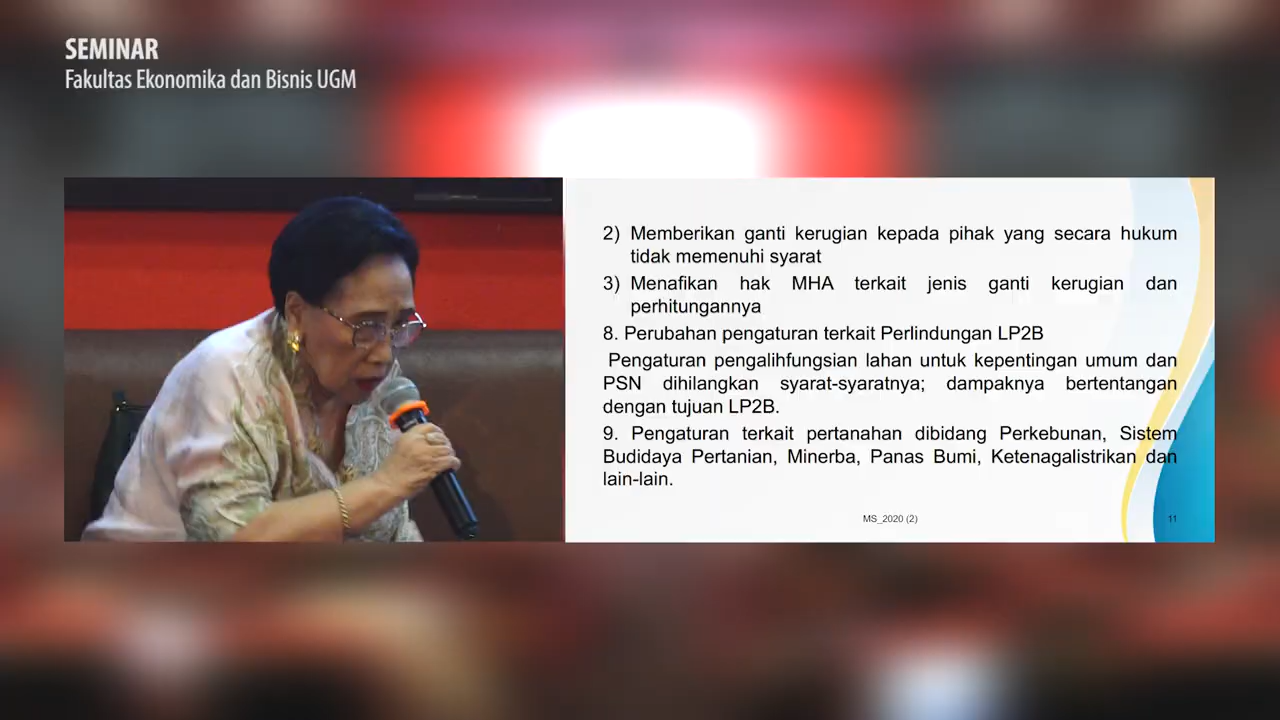 SEMINAR
Fakultas Ekonomika dan Bisnis UGM
2) Memberikan ganti kerugian kepada pihak yang secara hukum
tidak memenuhi syarat
3) Menafikan hak MHA terkait jenis ganti kerugian dan
perhitungannya
8. Perubahan pengaturan terkait Perlindungan LP2B
Pengaturan pengalihfungsian lahan untuk kepentingan umum dan
PSN dihilangkan syarat-syaratnya; dampaknya bertentangan
dengan tujuan LP2B.
9. Pengaturan terkait pertanahan dibidang Perkebunan, Sistem
Budidaya Pertanian, Minerba, Panas Bumi, Ketenagalistrikan dan
lain-lain.
MS_2020 (2)
11